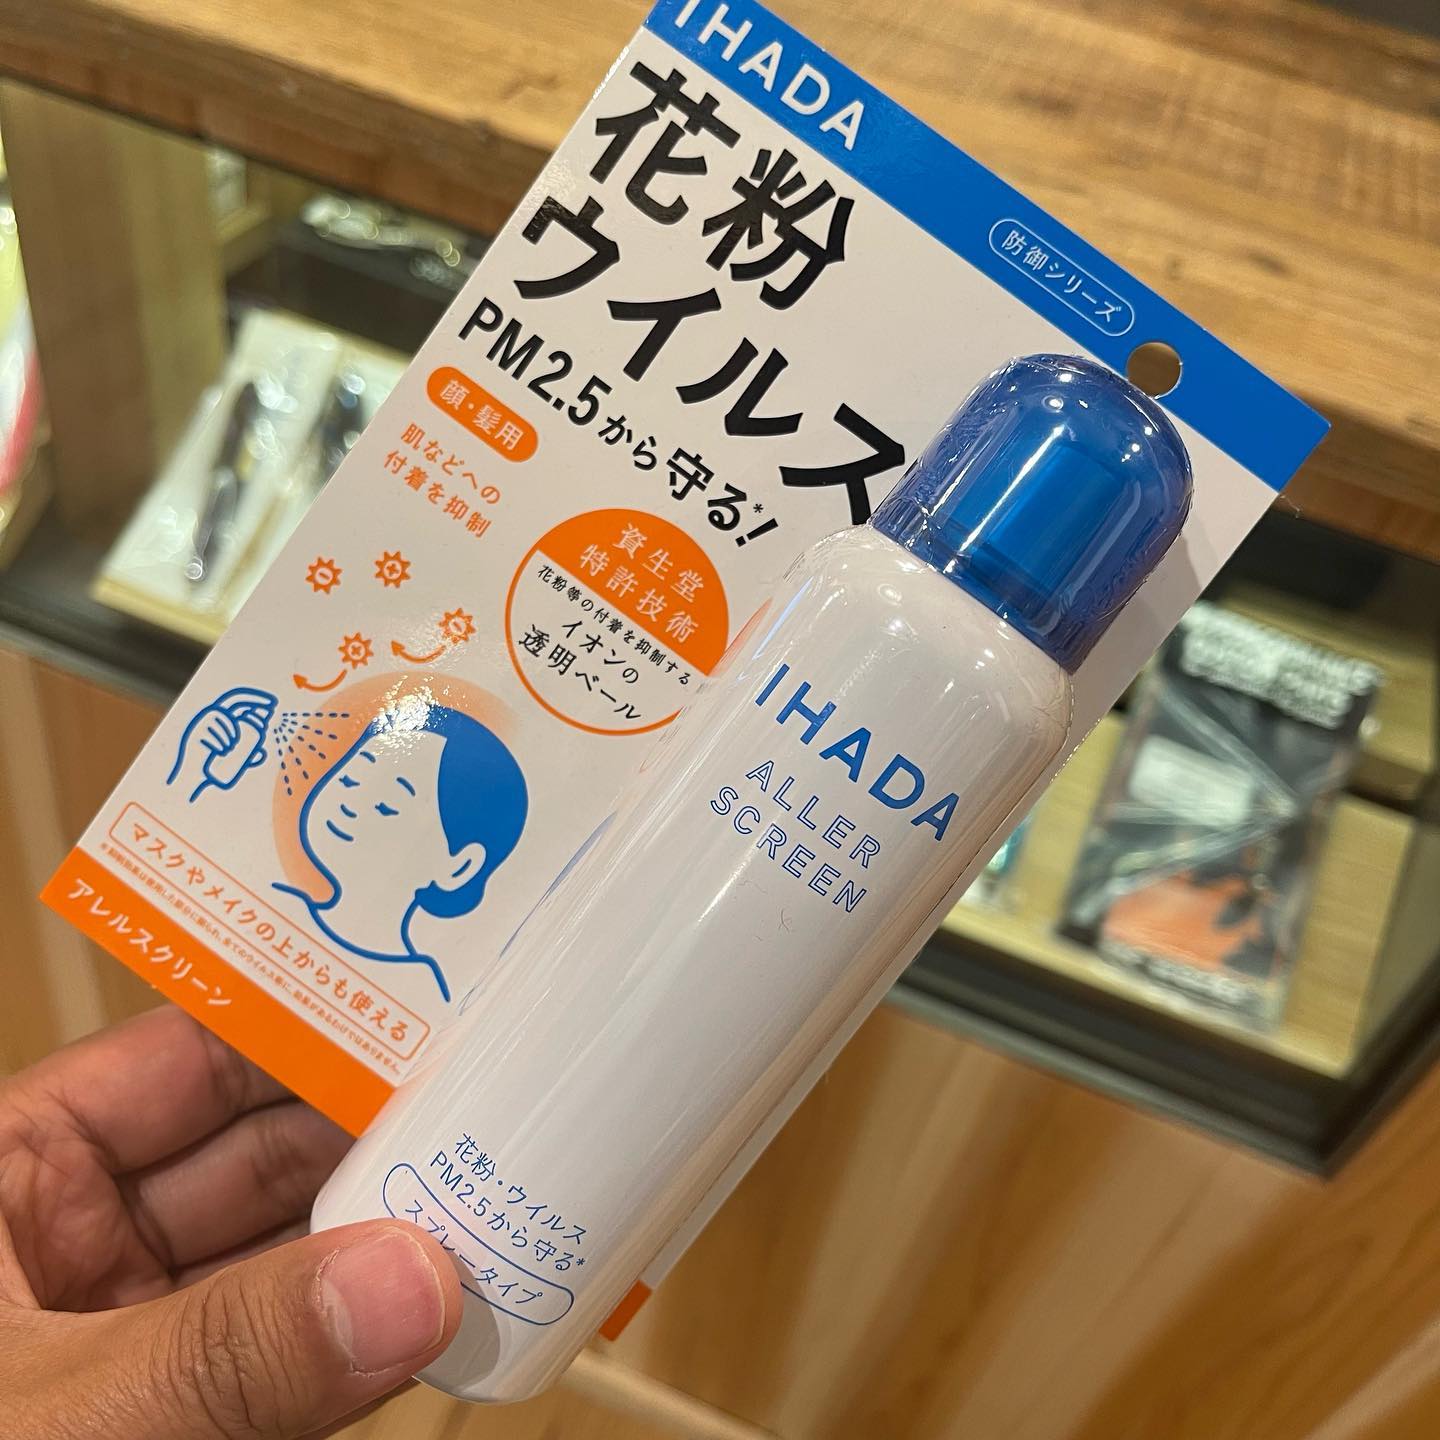 IHADA
防御シリーズ
花粉
ウイルス
PM2.5から守る*!
顔・髪用
肌などへの
付着を抑制
資生堂
特許技術
花粉等の付着を抑制する
イオンの
透明ベール
マスクやメイクの上からも使える
アレルスクリーン
IHADA
ALLER
SCREEN
花粉・ウイルス
PM2.5から守る*
スプレータイプ